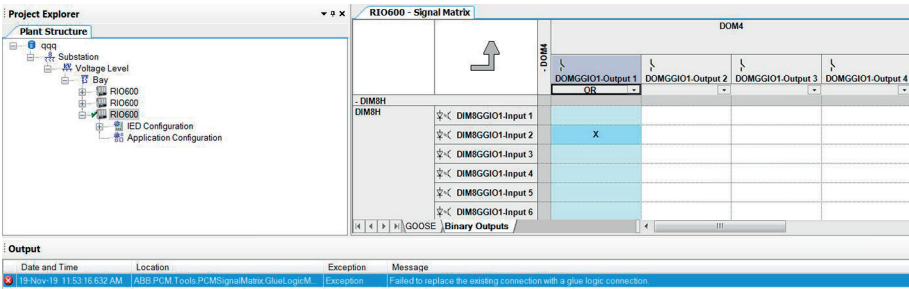 Project Explorer
Plant Structure
qqq
Substation
Voltage Level
Bay
RIO600
RIO600
RIO600
IED Configuration
Application Configuration
RIO600 - Signal Matrix
DOM4
- DOM4
DOMGGIO1-Output 1 DOMGGIO1-Output 2 DOMGGIO1-Output 3 DOMGGIO1-Output 4
OR
- DIM8H
DIM8H
DIM8GGIO1-Input 1
DIM8GGIO1-Input 2 X
DIM8GGIO1-Input 3
DIM8GGIO1-Input 4
DIM8GGIO1-Input 5
DIM8GGIO1-Input 6
GOOSE Binary Outputs
Output
Date and Time Location Exception Message
19-Nov-19 11:53:16.632 AM ABB.PCM.Tools.PCMSignalMatrix.GlueLogicM... Exception Failed to replace the existing connection with a glue logic connection.